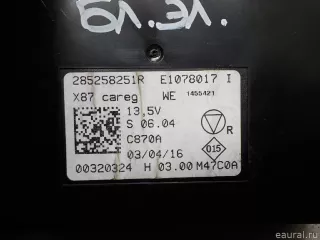 БЛ. ЭЛ.
285258251R E1078017 I
X87 careg WE 1455421
13,5V
S 06.04
C870A
R
015
03/04/16
00320324 H 03.00 M47C0A
eaural.ru